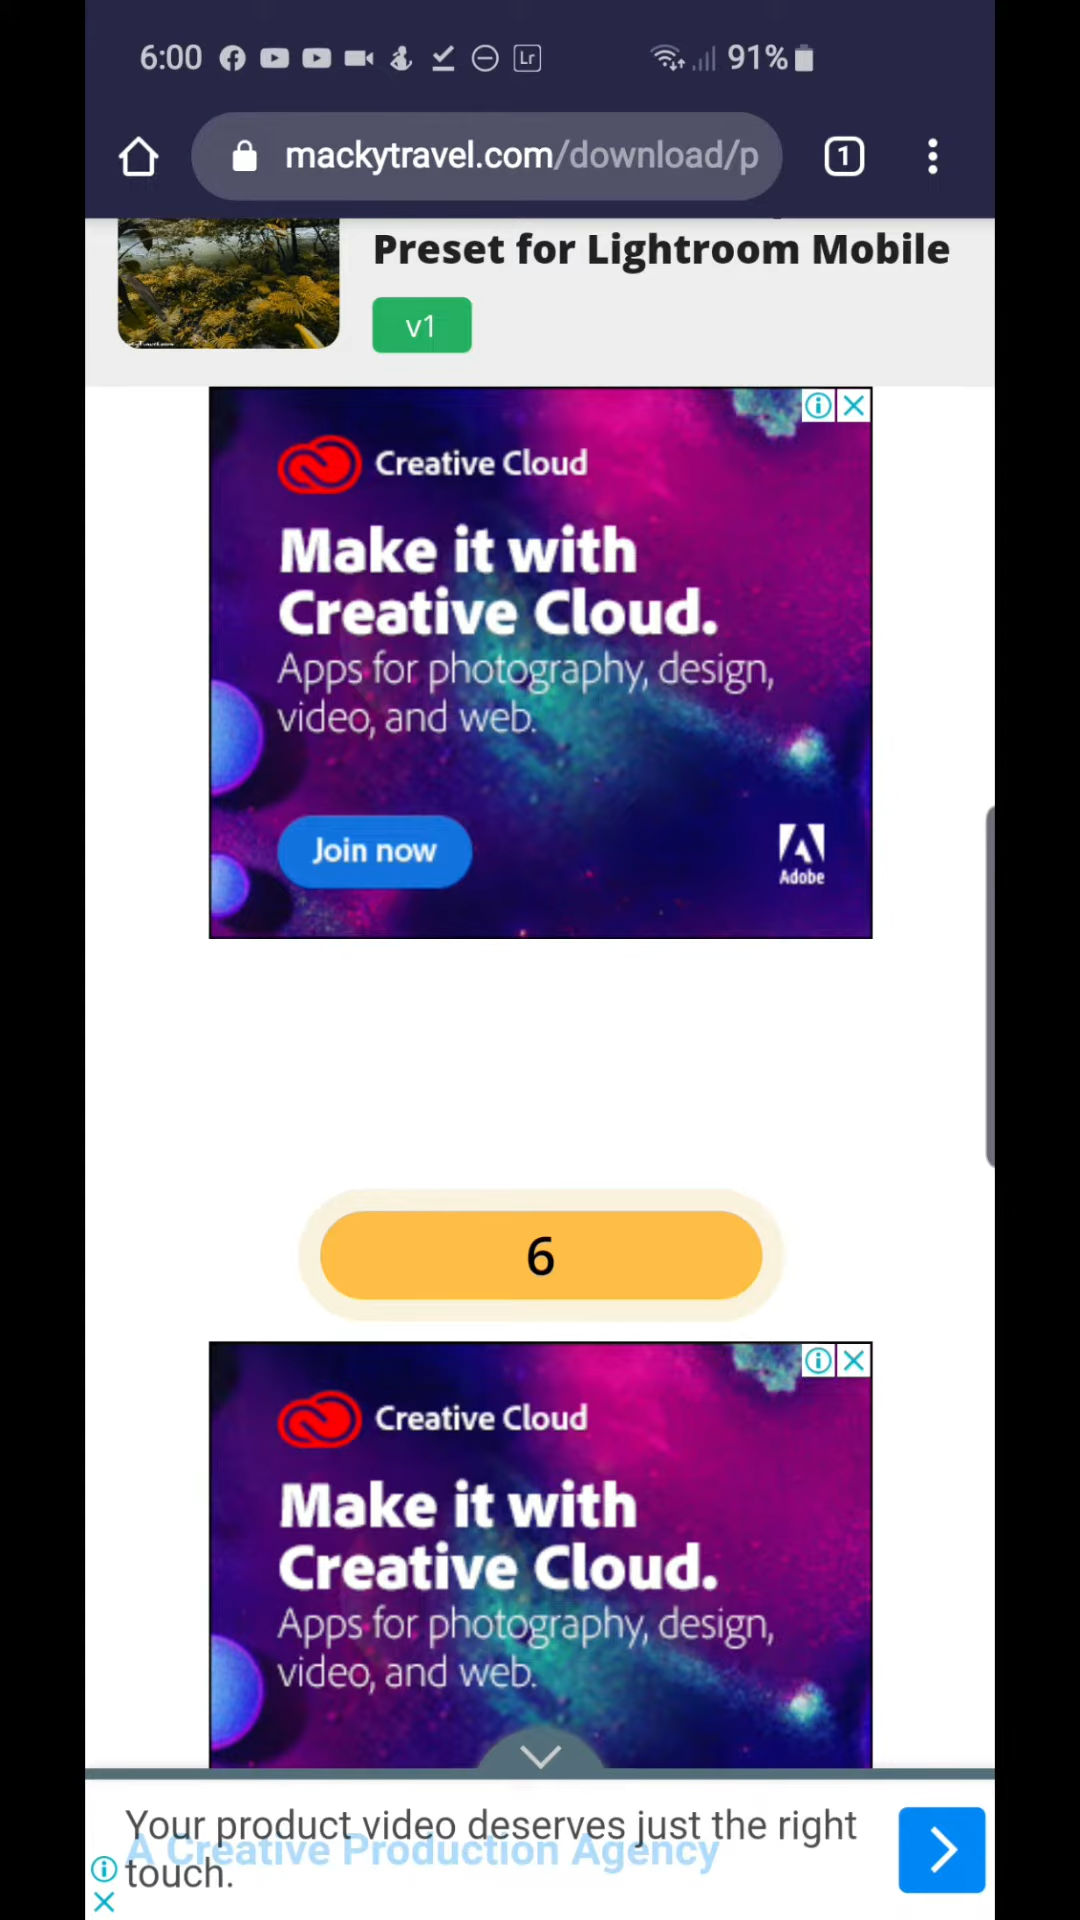 6:00
Lr
91%
mackytravel.com/download/p
1
Preset for Lightroom Mobile
v1
Creative Cloud
Make it with
Creative Cloud.
Apps for photography, design,
video, and web.
Join now
Adobe
6
Creative Cloud
Make it with
Creative Cloud.
Apps for photography, design,
video, and web.
Your product video deserves just the right
A Creative Production Agency
touch.